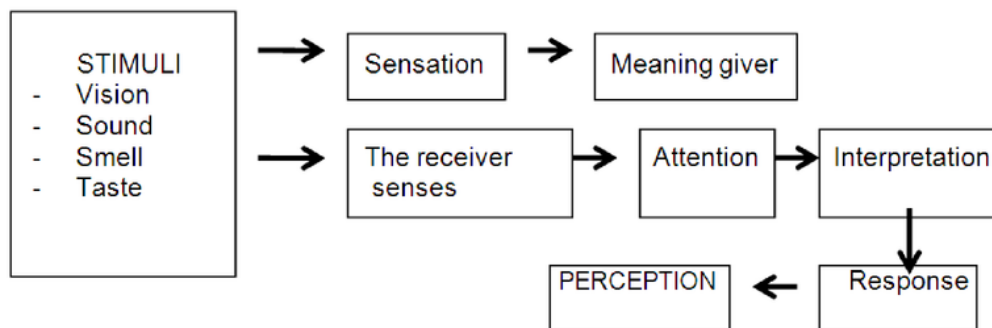 STIMULI
- Vision
- Sound
- Smell
- Taste
Sensation
Meaning giver
The receiver
senses
Attention
Interpretation
Response
PERCEPTION